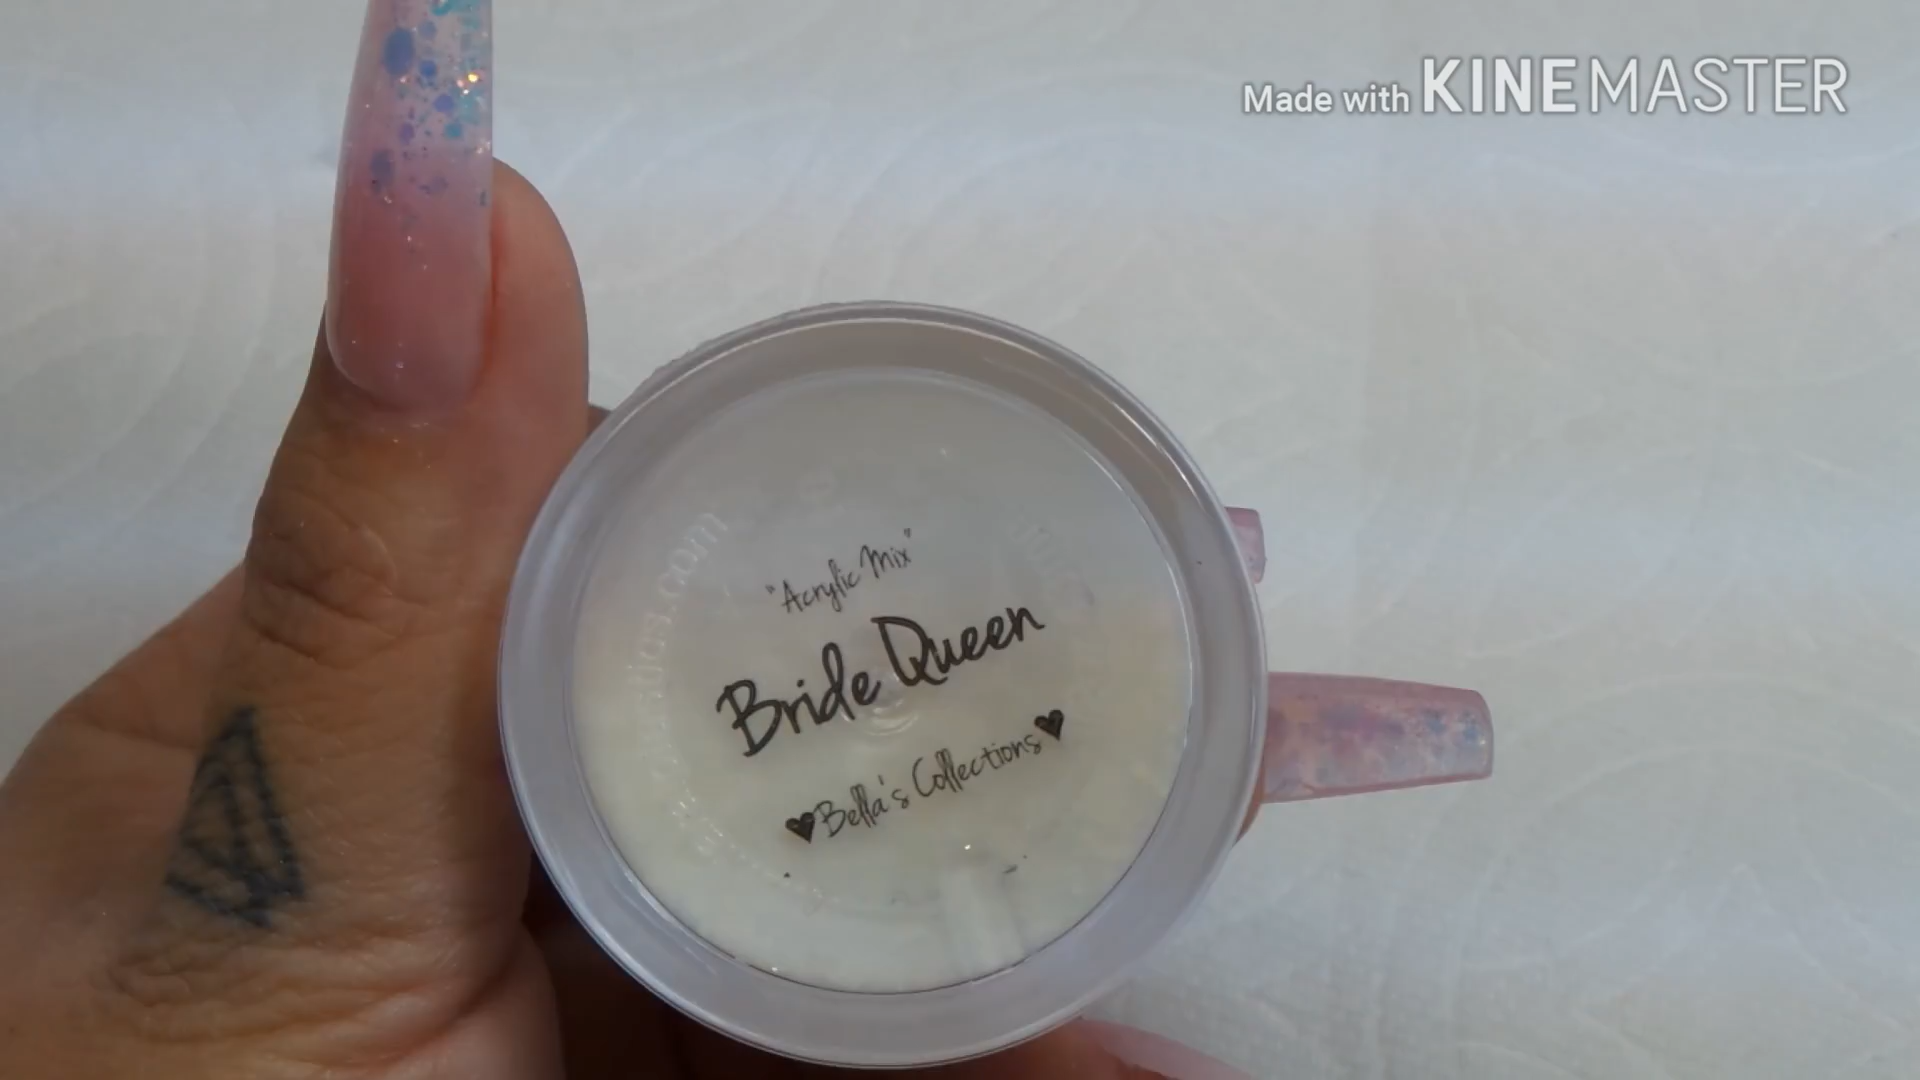 Made with KINEMASTER
"Acrylic Mix"
Bride Queen
♥Bella's Collections♥